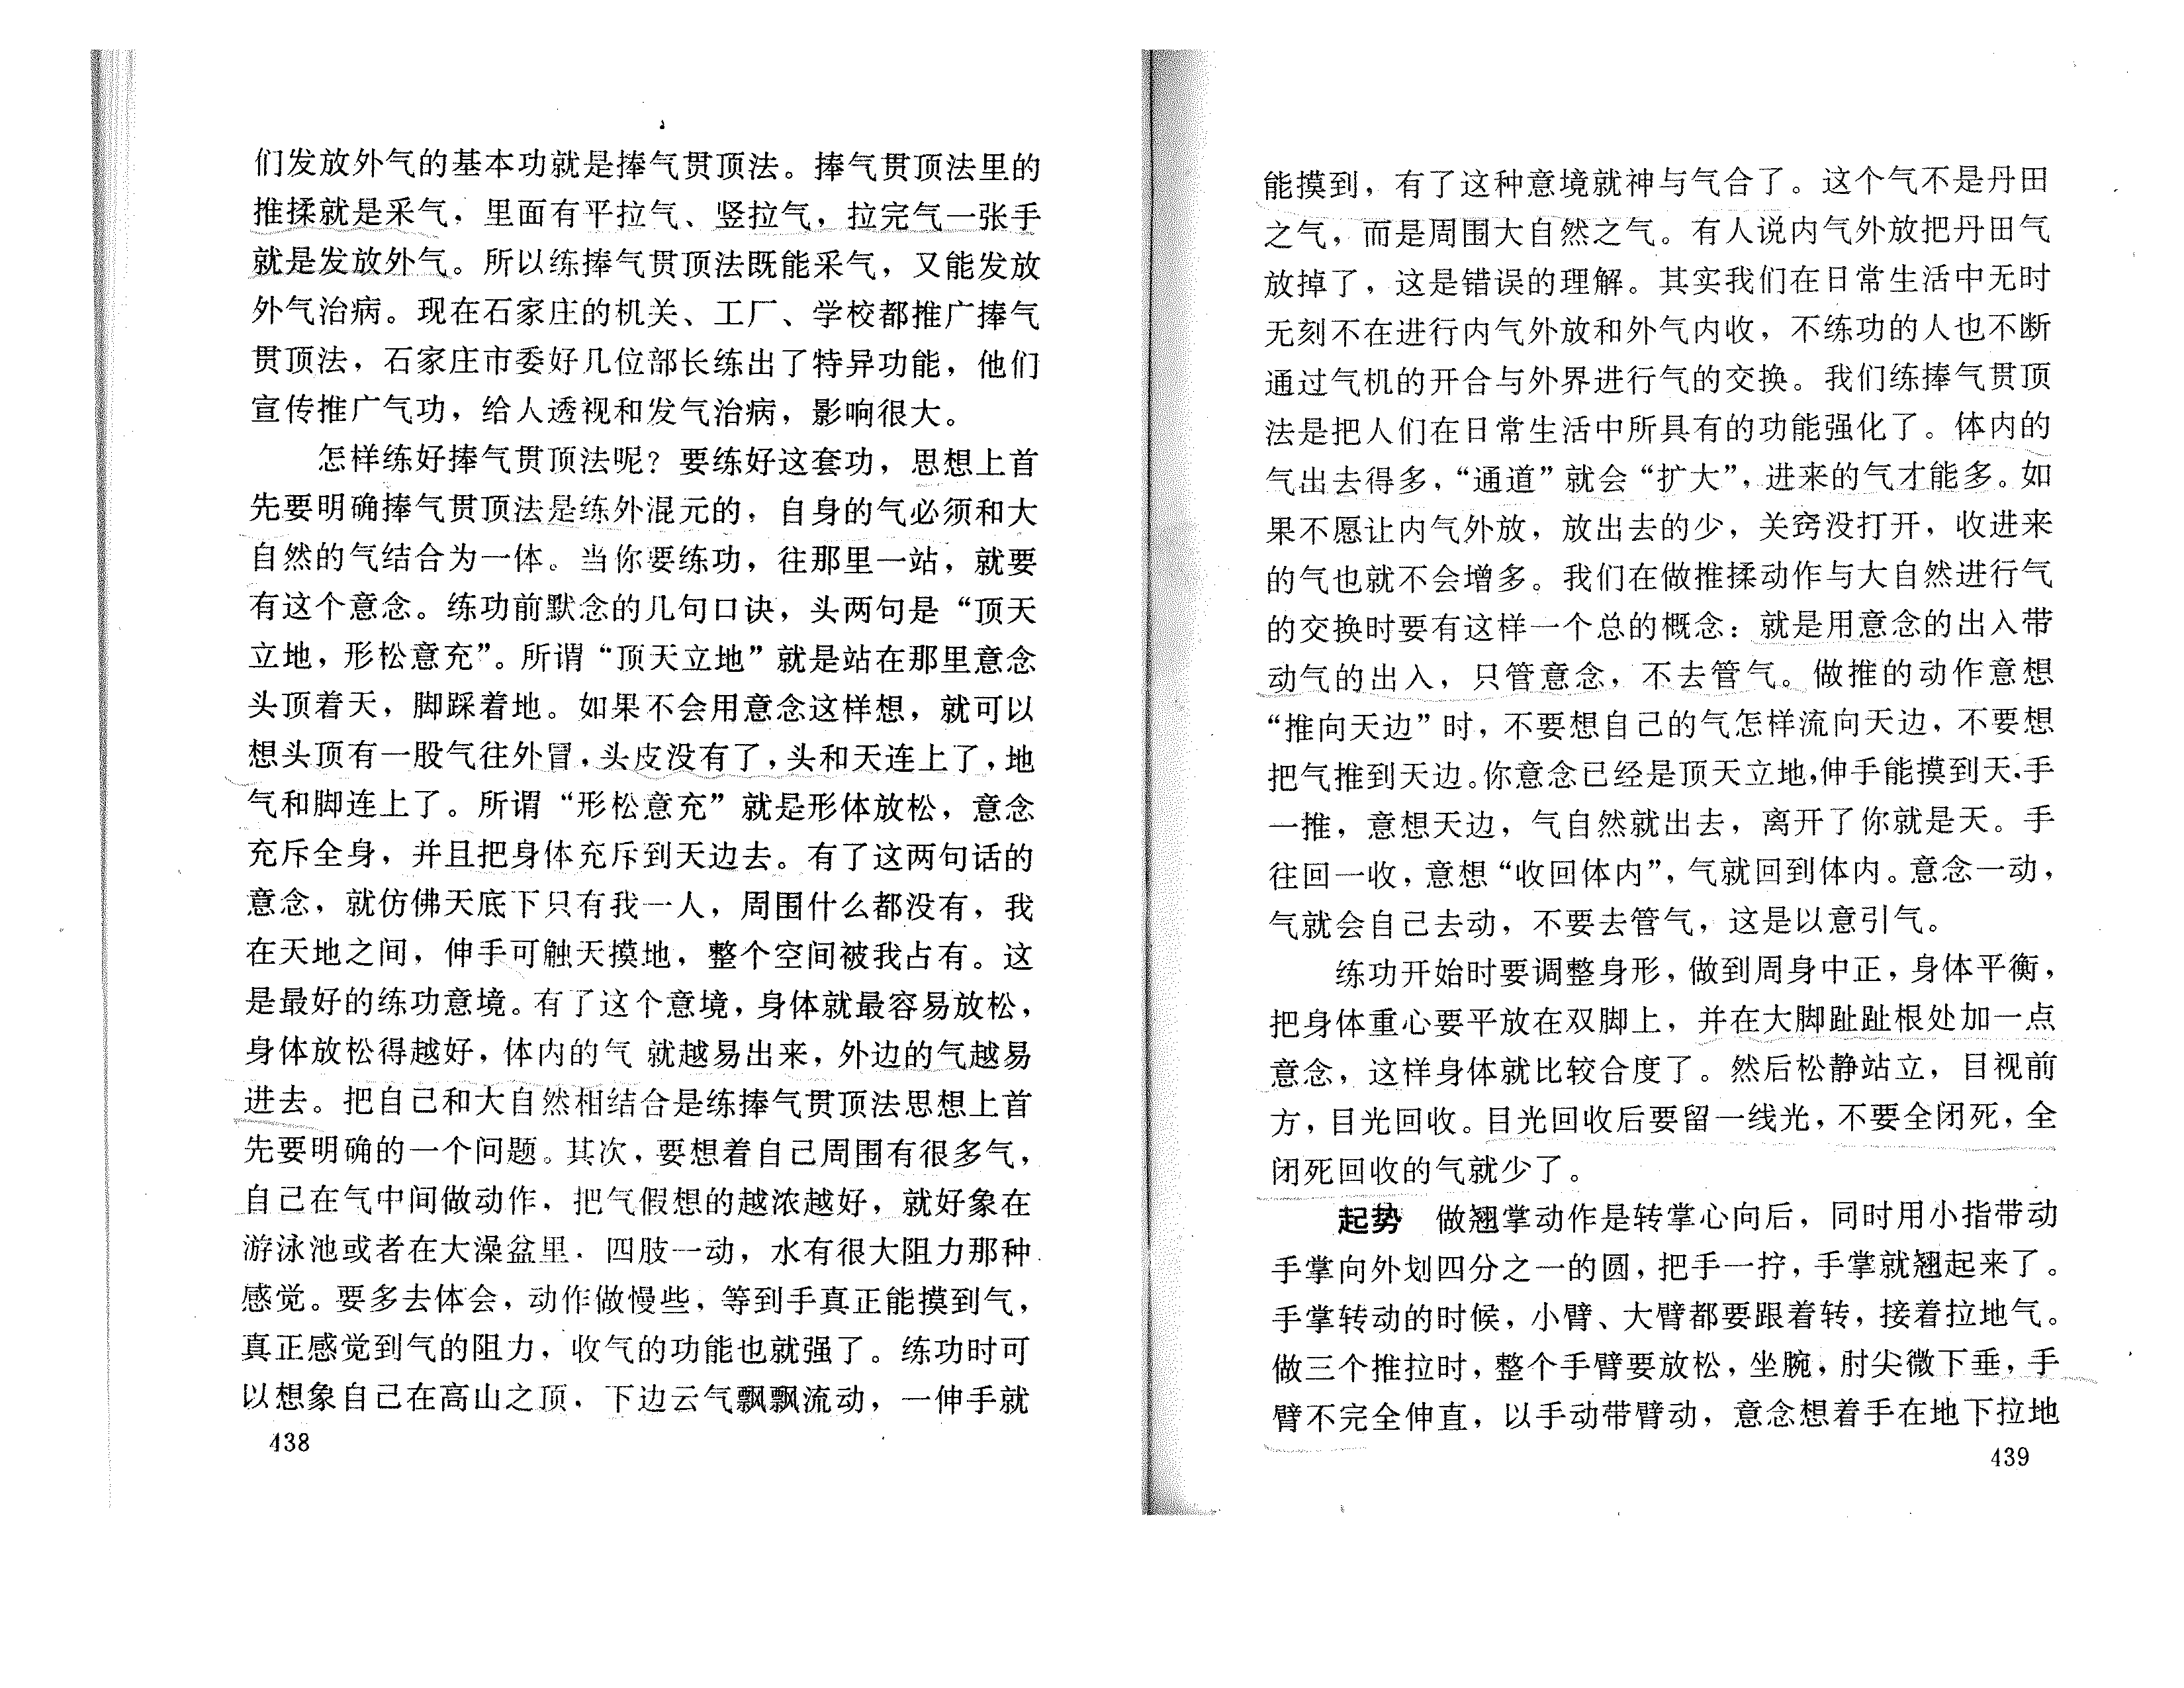 们发放外气的基本功就是捧气贯顶法。捧气贯顶法里的
推揉就是采气，里面有平拉气、竖拉气，拉完气一张手
就是发放外气。所以练捧气贯顶法既能采气，又能发放
外气治病。现在石家庄的机关、工厂、学校都推广捧气
贯顶法，石家庄市委好几位部长练出了特异功能，他们
宣传推广气功，给人透视和发气治病，影响很大。
怎样练好捧气贯顶法呢？要练好这套功，思想上首
先要明确捧气贯顶法是练外混元的，自身的气必须和大
自然的气结合为一体。当你要练功，往那里一站，就要
有这个意念。练功前默念的几句口诀，头两句是“顶天
立地，形松意充”。所谓“顶天立地”就是站在那里意念
头顶着天，脚踩着地。如果不会用意念这样想，就可以
想头顶有一股气往外冒，头皮没有了，头和天连上了，地
气和脚连上了。所谓“形松意充”就是形体放松，意念
充斥全身，并且把身体充斥到天边去。有了这两句话的
意念，就仿佛天底下只有我一人，周围什么都没有，我
在天地之间，伸手可触天摸地，整个空间被我占有。这
是最好的练功意境。有了这个意境，身体就最容易放松，
身体放松得越好，体内的气 就越易出来，外边的气越易
进去。把自己和大自然相结合是练捧气贯顶法思想上首
先要明确的一个问题。其次，要想着自己周围有很多气，
自己在气中间做动作，把气假想的越浓越好，就好象在
游泳池或者在大澡盆里，四肢一动，水有很大阻力那种
感觉。要多去体会，动作做慢些，等到手真正能摸到气，
真正感觉到气的阻力，收气的功能也就强了。练功时可
以想象自己在高山之顶，下边云气飘飘流动，一伸手就
438
能摸到，有了这种意境就神与气合了。这个气不是丹田
之气，而是周围大自然之气。有人说内气外放把丹田气
放掉了，这是错误的理解。其实我们在日常生活中无时
无刻不在进行内气外放和外气内收，不练功的人也不断
通过气机的开合与外界进行气的交换。我们练捧气贯顶
法是把人们在日常生活中所具有的功能强化了。体内的
气出去得多，“通道”就会“扩大”，进来的气才能多。如
果不愿让内气外放，放出去的少，关窍没打开，收进来
的气也就不会增多。我们在做推揉动作与大自然进行气
的交换时要有这样一个总的概念：就是用意念的出入带
动气的出入，只管意念，不去管气。做推的动作意想
“推向天边”时，不要想自己的气怎样流向天边，不要想
把气推到天边。你意念已经是顶天立地，伸手能摸到天，手
一推，意想天边，气自然就出去，离开了你就是天。手
往回一收，意想“收回体内”，气就回到体内。意念一动，
气就会自己去动，不要去管气，这是以意引气。
练功开始时要调整身形，做到周身中正，身体平衡，
把身体重心要平放在双脚上，并在大脚趾趾根处加一点
意念，这样身体就比较合度了。然后松静站立，目视前
方，目光回收。目光回收后要留一线光，不要全闭死，全
闭死回收的气就少了。
起势 做翘掌动作是转掌心向后，同时用小指带动
手掌向外划四分之一的圆，把手一拧，手掌就翘起来了。
手掌转动的时候，小臂、大臂都要跟着转，接着拉地气。
做三个推拉时，整个手臂要放松，坐腕，肘尖微下垂，手
臂不完全伸直，以手动带臂动，意念想着手在地下拉地
439